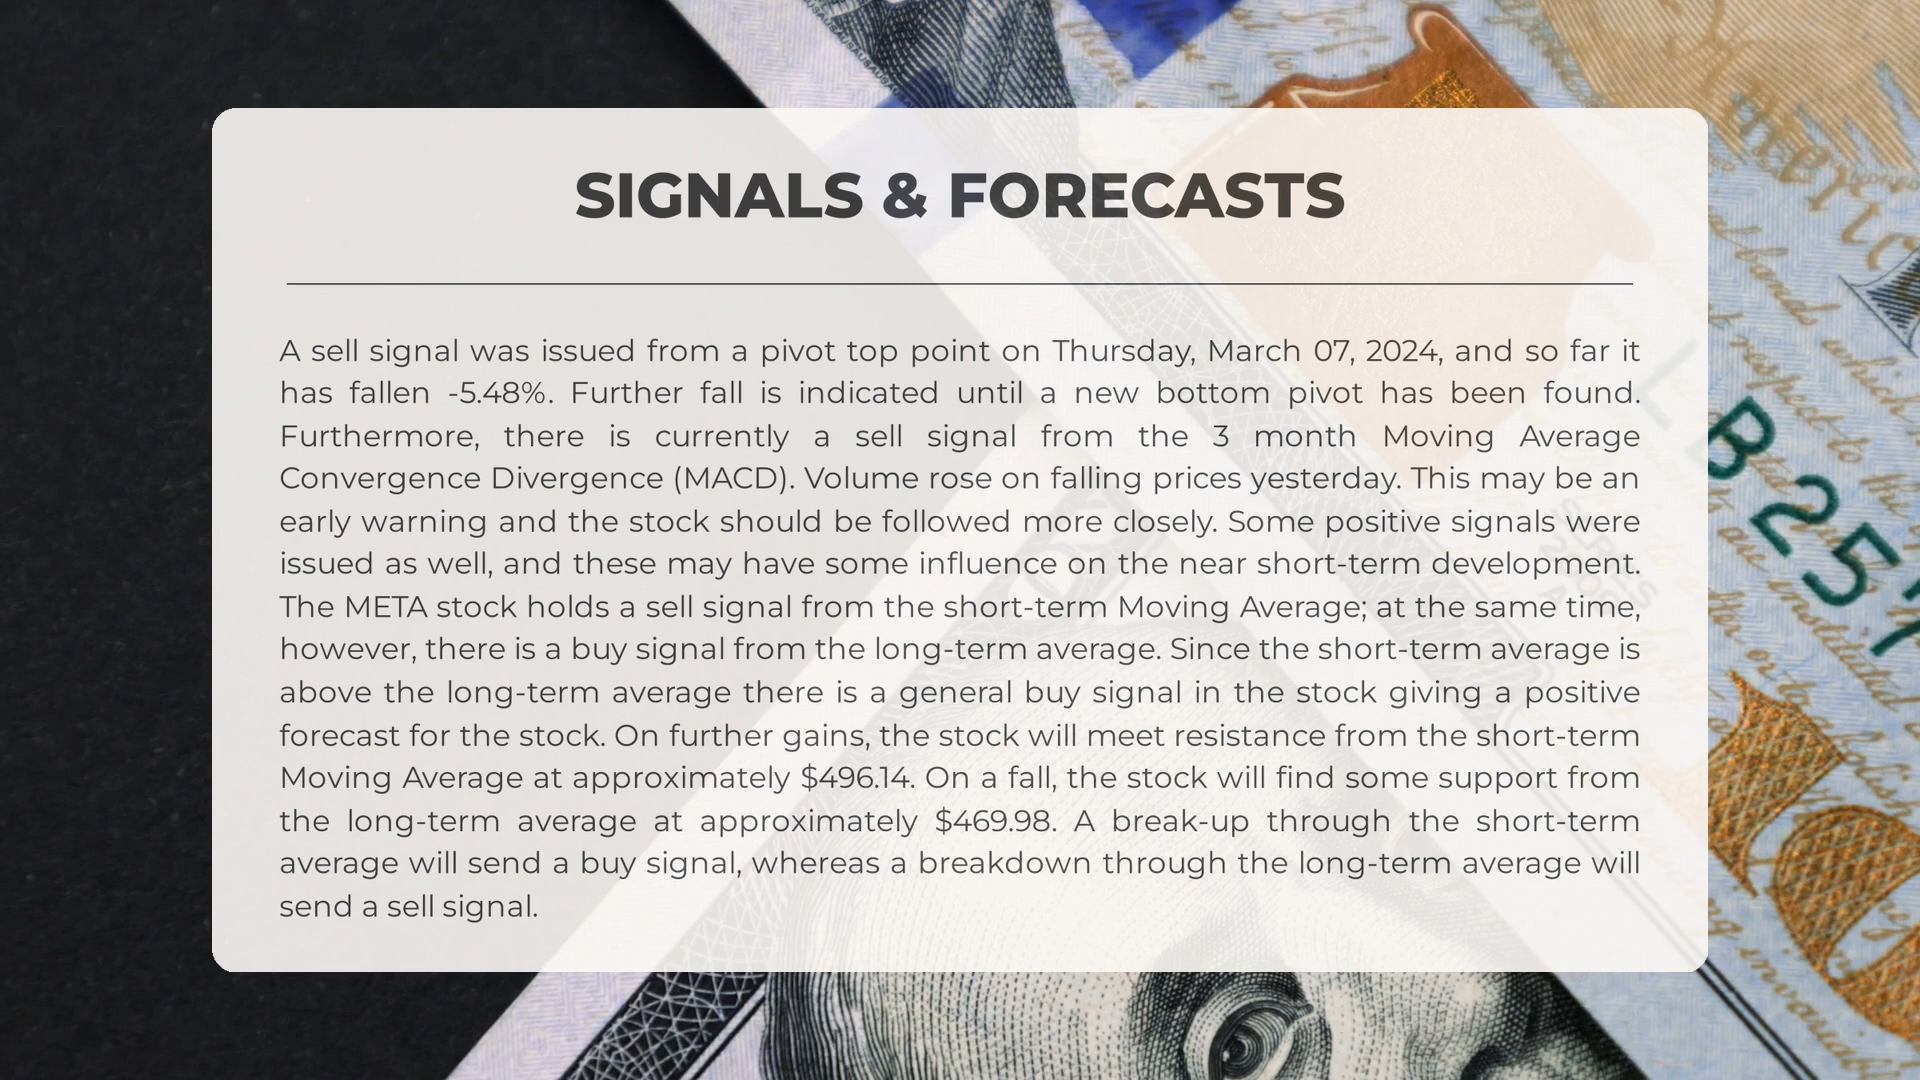 SIGNALS & FORECASTS
A sell signal was issued from a pivot top point on Thursday, March 07, 2024, and so far it
has fallen -5.48%. Further fall is indicated until a new bottom pivot has been found.
Furthermore, there is currently a sell signal from the 3 month Moving Average
Convergence Divergence (MACD). Volume rose on falling prices yesterday. This may be an
early warning and the stock should be followed more closely. Some positive signals were
issued as well, and these may have some influence on the near short-term development.
The META stock holds a sell signal from the short-term Moving Average; at the same time,
however, there is a buy signal from the long-term average. Since the short-term average is
above the long-term average there is a general buy signal in the stock giving a positive
forecast for the stock. On further gains, the stock will meet resistance from the short-term
Moving Average at approximately $496.14. On a fall, the stock will find some support from
the long-term average at approximately $469.98. A break-up through the short-term
average will send a buy signal, whereas a breakdown through the long-term average will
send a sell signal.
LB257